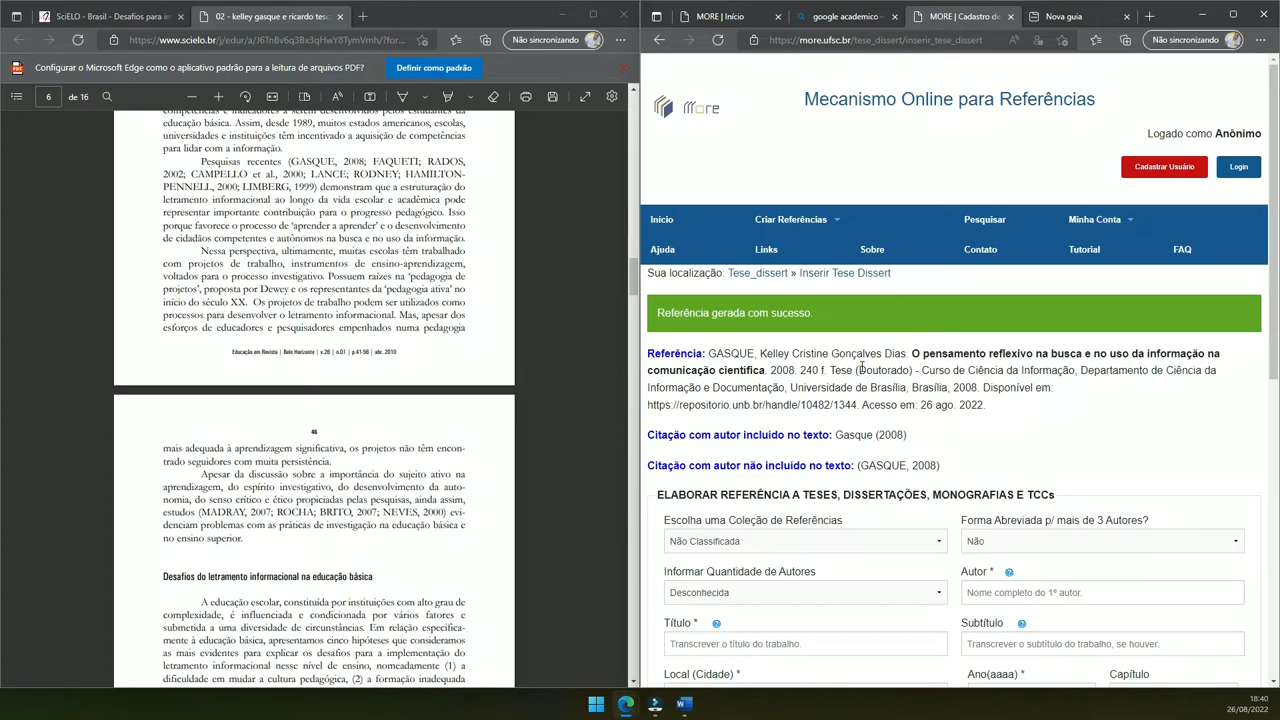 SciELO - Brasil - Desafios para in
02 - kelley gasque e ricardo tesc
https://www.scielo.br/j/edur/a/J6TnBv6q3Bx3qHwY8TymVmh/?for...
Não sincronizando
Configurar o Microsoft Edge como o aplicativo padrão para a leitura de arquivos PDF?
Definir como padrão
6 de 16
educação básica. Assim, desde 1989, muitos estados americanos, escolas,
universidades e instituições têm incentivado a aquisição de competências
para lidar com a informação.
Pesquisas recentes (GASQUE, 2008; FAQUETI; RADOS,
2002; CAMPELLO et al., 2000; LANCE; RODNEY; HAMILTON-
PENNELL, 2000; LIMBERG, 1999) demonstram que a estruturação do
letramento informacional ao longo da vida escolar e acadêmica pode
representar importante contribuição para o progresso pedagógico. Isso
porque favorece o processo de 'aprender a aprender' e o desenvolvimento
de cidadãos competentes e autônomos na busca e no uso da informação.
Nessa perspectiva, ultimamente, muitas escolas têm trabalhado
com projetos de trabalho, instrumentos de ensino-aprendizagem,
voltados para o processo investigativo. Possuem raízes na 'pedagogia de
projetos', proposta por Dewey e os representantes da 'pedagogia ativa' no
início do século XX. Os projetos de trabalho podem ser utilizados como
processos para desenvolver o letramento informacional. Mas, apesar dos
esforços de educadores e pesquisadores empenhados numa pedagogia
Educação em Revista | Belo Horizonte | v.26 | n.01 | p.41-56 | abr. 2010
46
mais adequada à aprendizagem significativa, os projetos não têm encon-
trado seguidores com muita persistência.
Apesar da discussão sobre a importância do sujeito ativo na
aprendizagem, do espírito investigativo, do desenvolvimento da auto-
nomia, do senso crítico e ético propiciadas pelas pesquisas, ainda assim,
estudos (MADRAY, 2007; ROCHA; BRITO, 2007; NEVES, 2000) evi-
denciam problemas com as práticas de investigação na educação básica e
no ensino superior.
Desafios do letramento informacional na educação básica
A educação escolar, constituída por instituições com alto grau de
complexidade, é influenciada e condicionada por vários fatores e
submetida a uma diversidade de circunstâncias. Em relação especifica-
mente à educação básica, apresentamos cinco hipóteses que consideramos
as mais evidentes para explicar os desafios para a implementação do
letramento informacional nesse nível de ensino, nomeadamente (1) a
dificuldade em mudar a cultura pedagógica, (2) a formação inadequada
MORE | Início
google academico -
MORE | Cadastro de
Nova guia
https://more.ufsc.br/tese_dissert/inserir_tese_dissert
Não sincronizando
more
Mecanismo Online para Referências
Logado como Anônimo
Cadastrar Usuário
Login
Início
Criar Referências
Pesquisar
Minha Conta
Ajuda
Links
Sobre
Contato
Tutorial
FAQ
Sua localização: Tese_dissert » Inserir Tese Dissert
Referência gerada com sucesso.
Referência: GASQUE, Kelley Cristine Gonçalves Dias. O pensamento reflexivo na busca e no uso da informação na
comunicação científica. 2008. 240 f. Tese (Doutorado) - Curso de Ciência da Informação, Departamento de Ciência da
Informação e Documentação, Universidade de Brasília, Brasília, 2008. Disponível em:
https://repositorio.unb.br/handle/10482/1344. Acesso em: 26 ago. 2022.
Citação com autor incluído no texto: Gasque (2008)
Citação com autor não incluído no texto: (GASQUE, 2008)
ELABORAR REFERÊNCIA A TESES, DISSERTAÇÕES, MONOGRAFIAS E TCCs
Escolha uma Coleção de Referências
Forma Abreviada p/ mais de 3 Autores?
Não Classificada
Não
Informar Quantidade de Autores
Autor *
Desconhecida
Nome completo do 1º autor.
Título *
Subtítulo
Transcrever o título do trabalho.
Transcrever o subtítulo do trabalho, se houver.
Local (Cidade) *
Ano(aaaa) *
Capítulo
18:40
26/08/2022